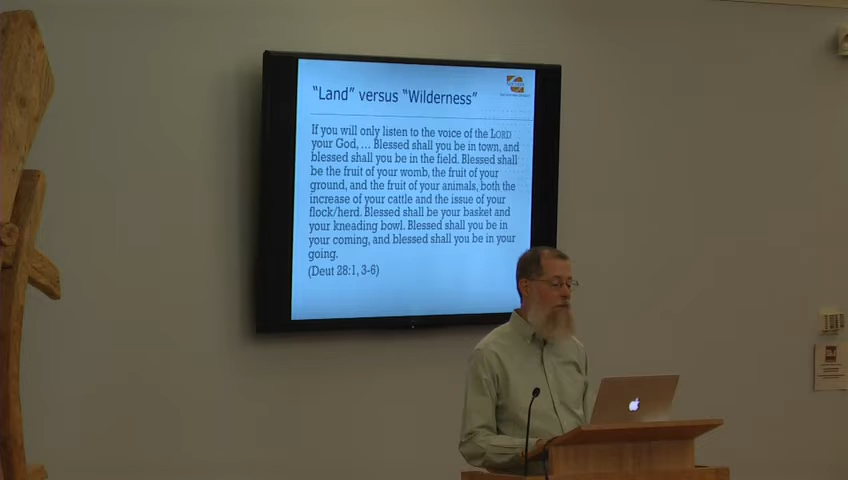 "Land" versus "Wilderness"
If you will only listen to the voice of the LORD
your God, ... Blessed shall you be in town, and
blessed shall you be in the field. Blessed shall
be the fruit of your womb, the fruit of your
ground, and the fruit of your animals, both the
increase of your cattle and the issue of your
flock/herd. Blessed shall be your basket and
your kneading bowl. Blessed shall you be in
your coming, and blessed shall you be in your
going.
(Deut 28:1, 3-6)